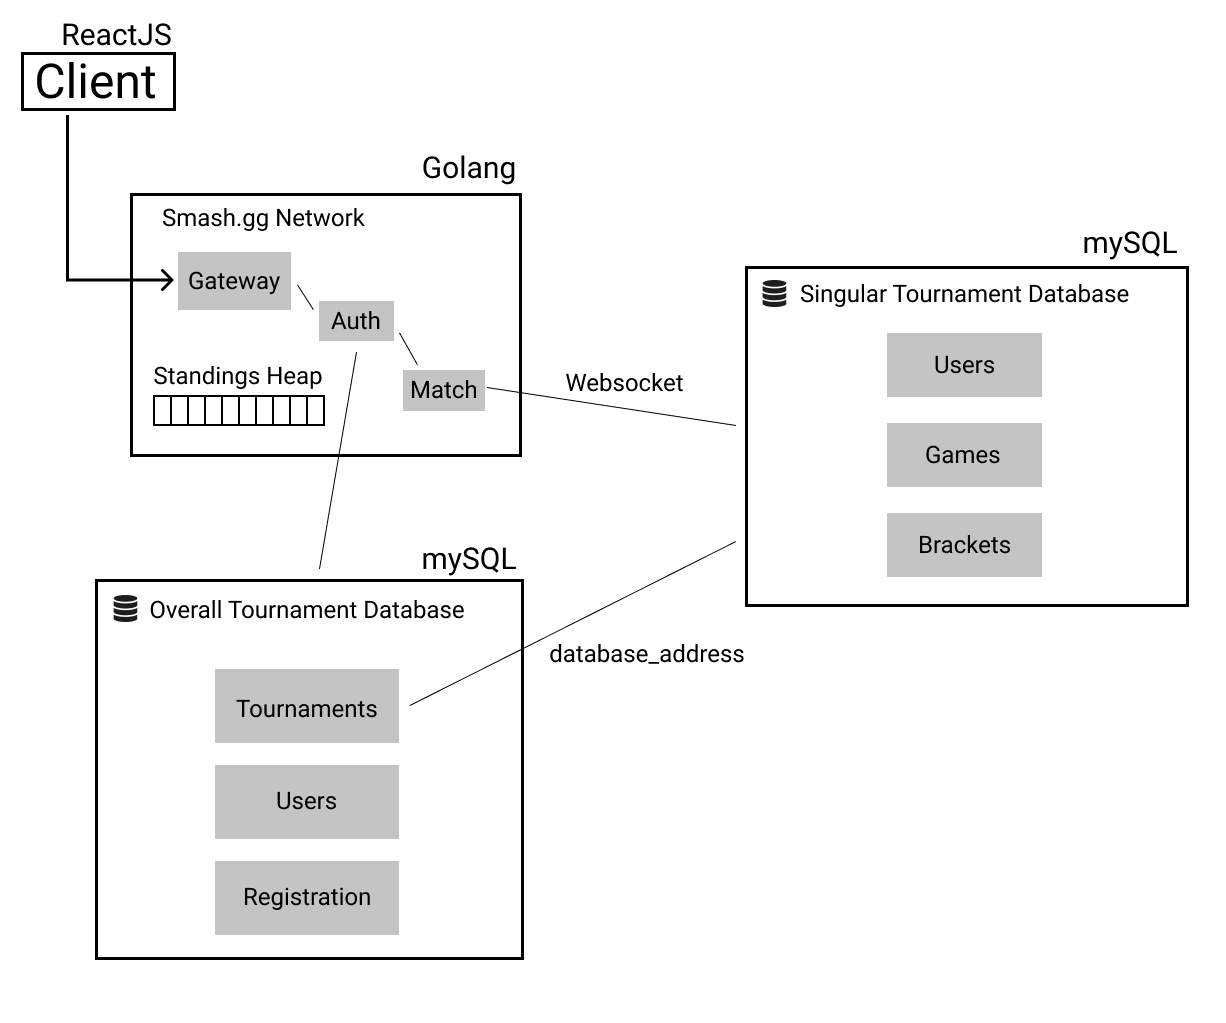 ReactJS
Client
Golang
Smash.gg Network
Gateway
Auth
Standings Heap
Match
Websocket
mySQL
Singular Tournament Database
Users
Games
Brackets
mySQL
Overall Tournament Database
database_address
Tournaments
Users
Registration